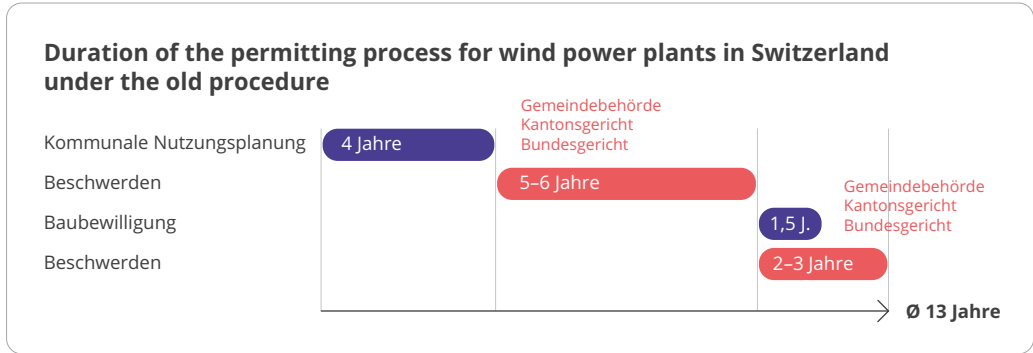 Duration of the permitting process for wind power plants in Switzerland
under the old procedure
Gemeindebehörde
Kantonsgericht
Bundesgericht
Kommunale Nutzungsplanung
4 Jahre
Beschwerden
5–6 Jahre
Gemeindebehörde
Kantonsgericht
Bundesgericht
Baubewilligung
1,5 J.
Beschwerden
2–3 Jahre
Ø 13 Jahre